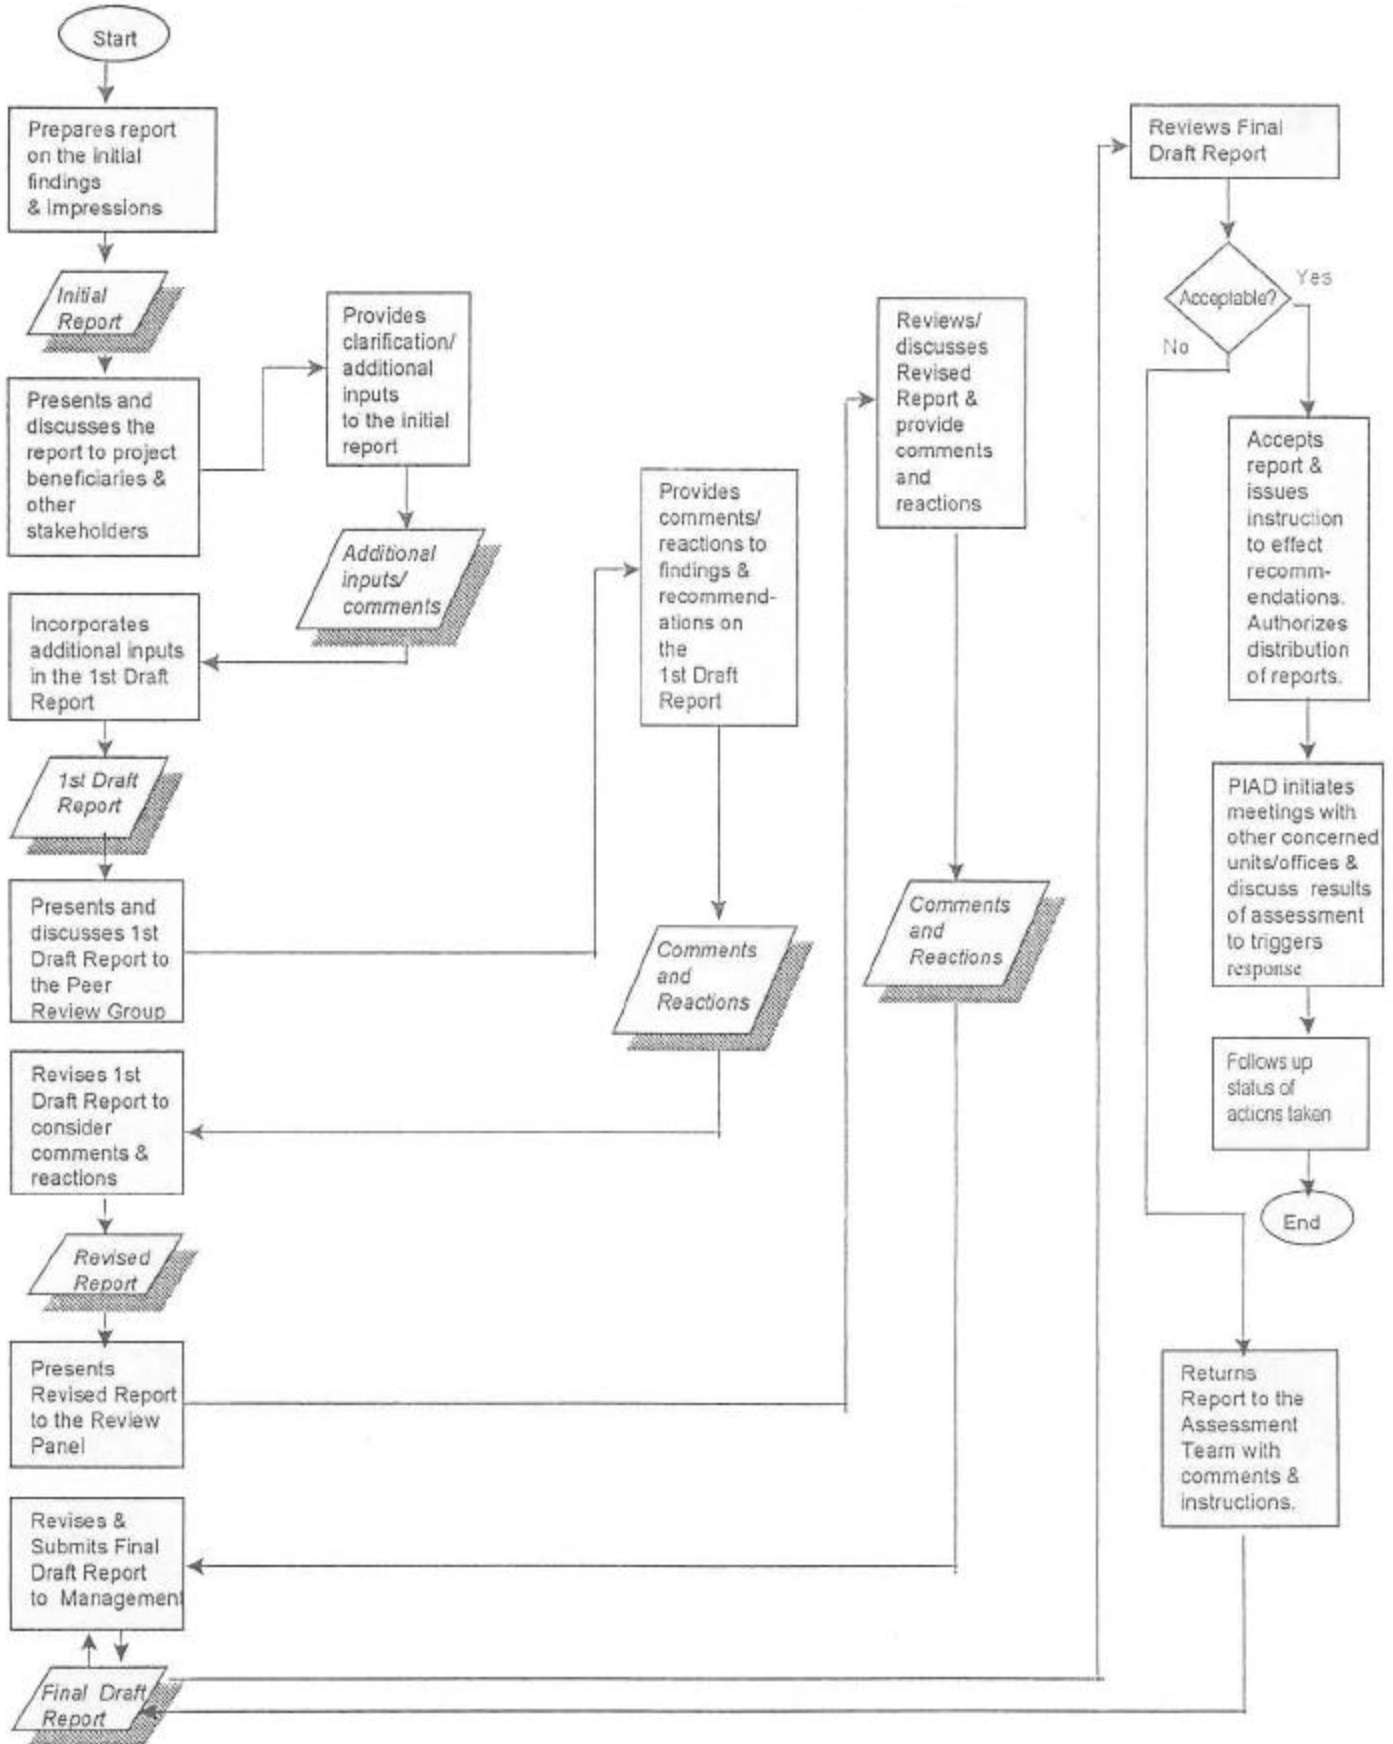 Start
Prepares report
on the initial
findings
& impressions
Initial
Report
Presents and
discusses the
report to project
beneficiaries &
other
stakeholders
Provides
clarification/
additional
inputs
to the initial
report
Additional
inputs/
comments
Incorporates
additional inputs
in the 1st Draft
Report
1st Draft
Report
Presents and
discusses 1st
Draft Report to
the Peer
Review Group
Provides
comments/
reactions to
findings &
recommend-
ations on
the
1st Draft
Report
Comments
and
Reactions
Revises 1st
Draft Report to
consider
comments &
reactions
Revised
Report
Presents
Revised Report
to the Review
Panel
Reviews/
discusses
Revised
Report &
provide
comments
and
reactions
Comments
and
Reactions
Revises &
Submits Final
Draft Report
to Management
Final Draft
Report
Reviews Final
Draft Report
Acceptable?
Yes
No
Accepts
report &
issues
instruction
to effect
recomm-
endations.
Authorizes
distribution
of reports.
PIAD initiates
meetings with
other concerned
units/offices &
discuss results
of assessment
to triggers
response
Follows up
status of
actions taken
End
Returns
Report to the
Assessment
Team with
comments &
instructions.